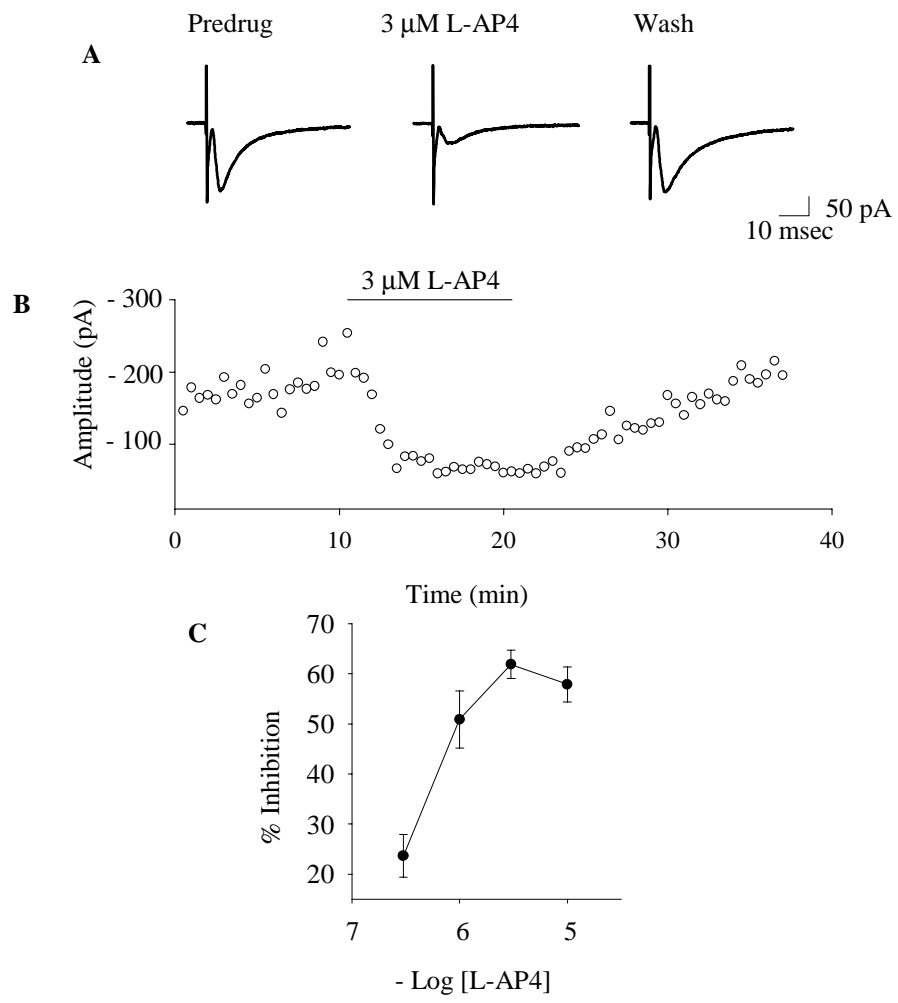 Predrug
3 μM L-AP4
Wash
A
50 pA
10 msec
B
3 μM L-AP4
Amplitude (pA)
- 300
- 200
- 100
0
10
20
30
40
Time (min)
C
% Inhibition
70
60
50
40
30
20
7
6
5
- Log [L-AP4]